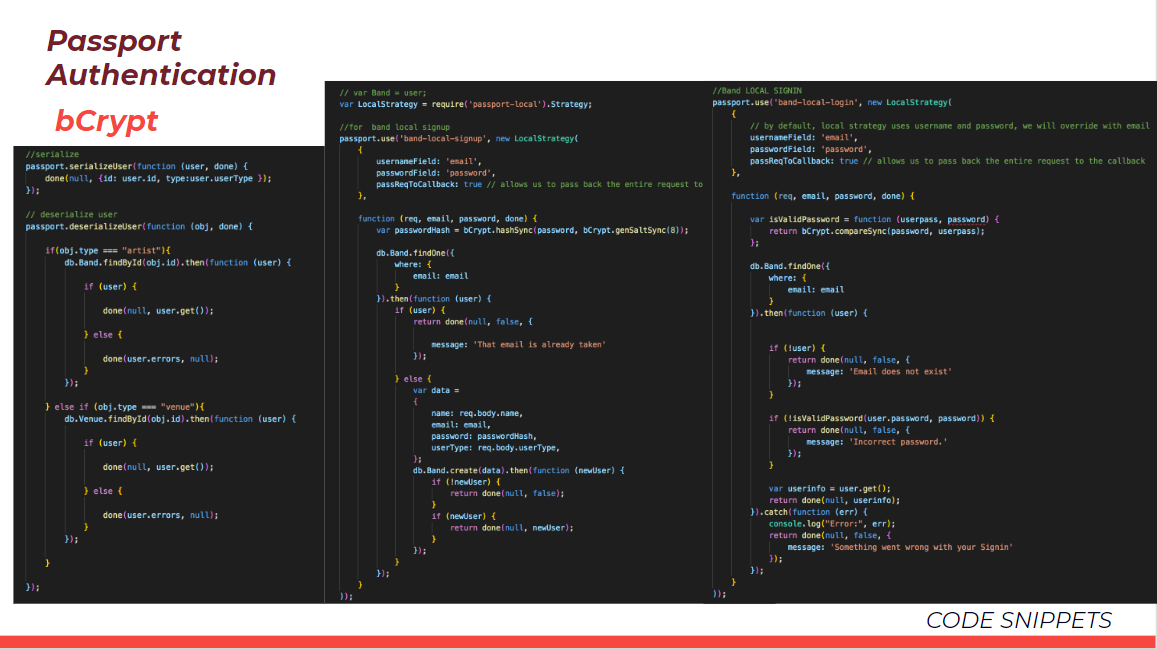 Passport
Authentication
bCrypt
//serialize
passport.serializeUser(function (user, done) {
done(null, {id: user.id, type:user.userType });
});
// deserialize user
passport.deserializeUser(function (obj, done) {
if(obj.type === "artist"){
db.Band.findById(obj.id).then(function (user) {
if (user) {
done(null, user.get());
} else {
done(user.errors, null);
}
});
} else if (obj.type === "venue"){
db.Venue.findById(obj.id).then(function (user) {
if (user) {
done(null, user.get());
} else {
done(user.errors, null);
}
});
}
});
// var Band = user;
var LocalStrategy = require('passport-local').Strategy;
//for  band local signup
passport.use('band-local-signup', new LocalStrategy(
{
usernameField: 'email',
passwordField: 'password',
passReqToCallback: true // allows us to pass back the entire request to
},
function (req, email, password, done) {
var passwordHash = bCrypt.hashSync(password, bCrypt.genSaltSync(8));
db.Band.findOne({
where: {
email: email
}
}).then(function (user) {
if (user) {
return done(null, false, {
message: 'That email is already taken'
});
} else {
var data =
{
name: req.body.name,
email: email,
password: passwordHash,
userType: req.body.userType,
};
db.Band.create(data).then(function (newUser) {
if (!newUser) {
return done(null, false);
}
if (newUser) {
return done(null, newUser);
}
});
}
});
}
));
//Band LOCAL SIGNIN
passport.use('band-local-login', new LocalStrategy(
{
// by default, local strategy uses username and password, we will override with email
usernameField: 'email',
passwordField: 'password',
passReqToCallback: true // allows us to pass back the entire request to the callback
},
function (req, email, password, done) {
var isValidPassword = function (userpass, password) {
return bCrypt.compareSync(password, userpass);
};
db.Band.findOne({
where: {
email: email
}
}).then(function (user) {
if (!user) {
return done(null, false, {
message: 'Email does not exist'
});
}
if (!isValidPassword(user.password, password)) {
return done(null, false, {
message: 'Incorrect password.'
});
}
var userinfo = user.get();
return done(null, userinfo);
}).catch(function (err) {
console.log("Error:", err);
return done(null, false, {
message: 'Something went wrong with your Signin'
});
});
}
));
CODE SNIPPETS